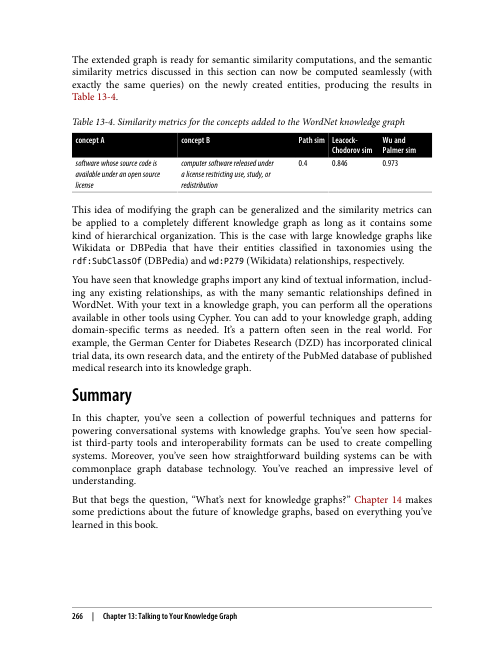 The extended graph is ready for semantic similarity computations, and the semantic
similarity metrics discussed in this section can now be computed seamlessly (with
exactly the same queries) on the newly created entities, producing the results in
Table 13-4.
Table 13-4. Similarity metrics for the concepts added to the WordNet knowledge graph
concept A concept B Path sim Leacock-Chodorov sim Wu and Palmer sim
software whose source code is available under an open source license computer software released under a license restricting use, study, or redistribution 0.4 0.846 0.973
This idea of modifying the graph can be generalized and the similarity metrics can
be applied to a completely different knowledge graph as long as it contains some
kind of hierarchical organization. This is the case with large knowledge graphs like
Wikidata or DBPedia that have their entities classified in taxonomies using the
rdf:SubClassOf (DBPedia) and wd:P279 (Wikidata) relationships, respectively.
You have seen that knowledge graphs import any kind of textual information, includ-
ing any existing relationships, as with the many semantic relationships defined in
WordNet. With your text in a knowledge graph, you can perform all the operations
available in other tools using Cypher. You can add to your knowledge graph, adding
domain-specific terms as needed. It's a pattern often seen in the real world. For
example, the German Center for Diabetes Research (DZD) has incorporated clinical
trial data, its own research data, and the entirety of the PubMed database of published
medical research into its knowledge graph.
Summary
In this chapter, you've seen a collection of powerful techniques and patterns for
powering conversational systems with knowledge graphs. You've seen how special-
ist third-party tools and interoperability formats can be used to create compelling
systems. Moreover, you've seen how straightforward building systems can be with
commonplace graph database technology. You've reached an impressive level of
understanding.
But that begs the question, "What's next for knowledge graphs?" Chapter 14 makes
some predictions about the future of knowledge graphs, based on everything you've
learned in this book.
266 | Chapter 13: Talking to Your Knowledge Graph